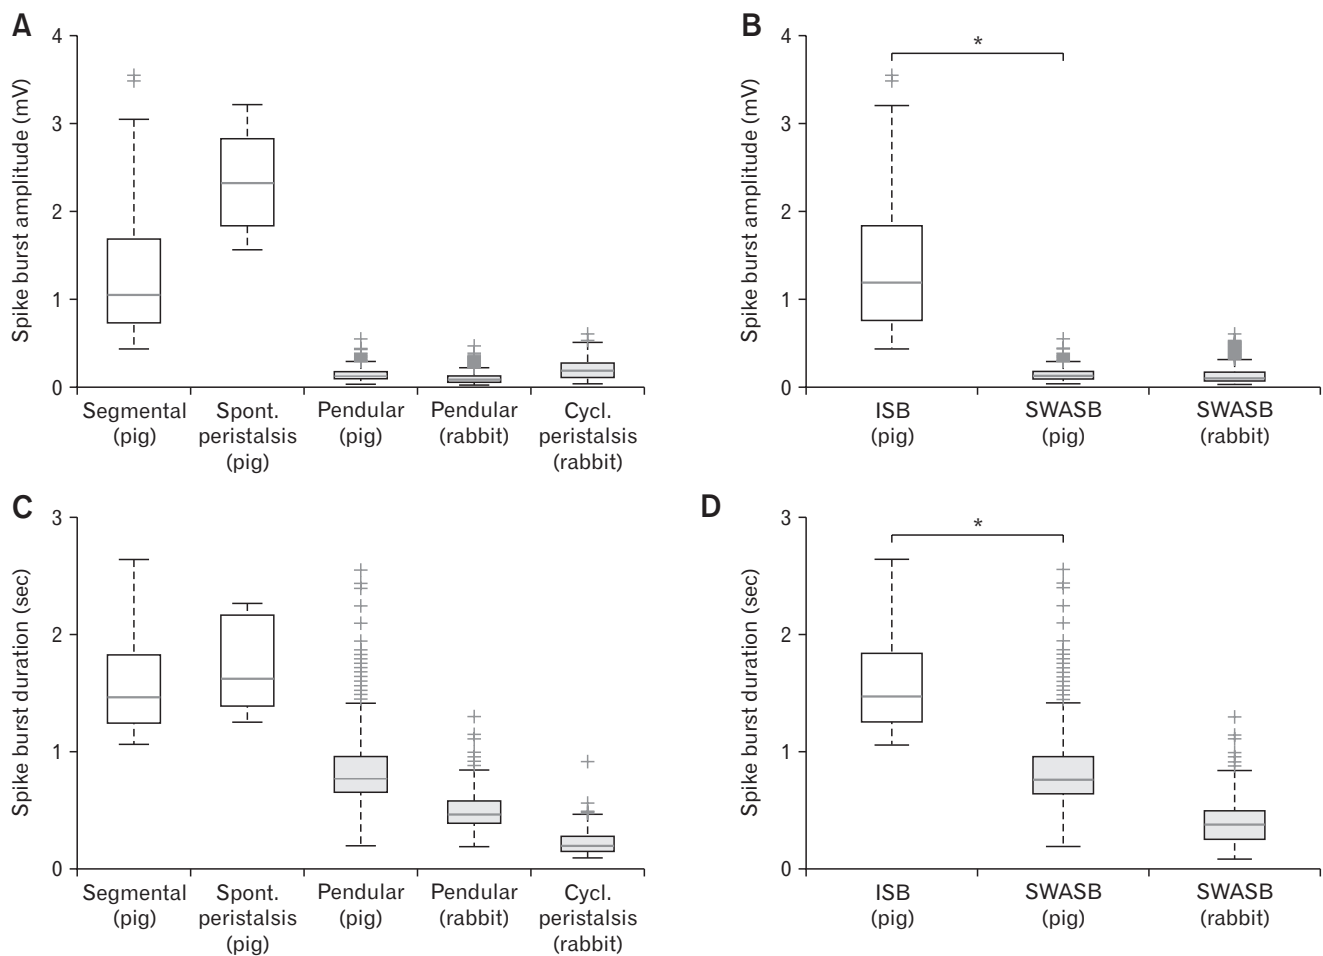 A
Spike burst amplitude (mV)
4
3
2
1
0
Segmental
(pig)
Spont.
peristalsis
(pig)
Pendular
(pig)
Pendular
(rabbit)
Cycl.
peristalsis
(rabbit)
B
Spike burst amplitude (mV)
4
3
2
1
0
*
ISB
(pig)
SWASB
(pig)
SWASB
(rabbit)
C
Spike burst duration (sec)
3
2
1
0
Segmental
(pig)
Spont.
peristalsis
(pig)
Pendular
(pig)
Pendular
(rabbit)
Cycl.
peristalsis
(rabbit)
D
Spike burst duration (sec)
3
2
1
0
*
ISB
(pig)
SWASB
(pig)
SWASB
(rabbit)